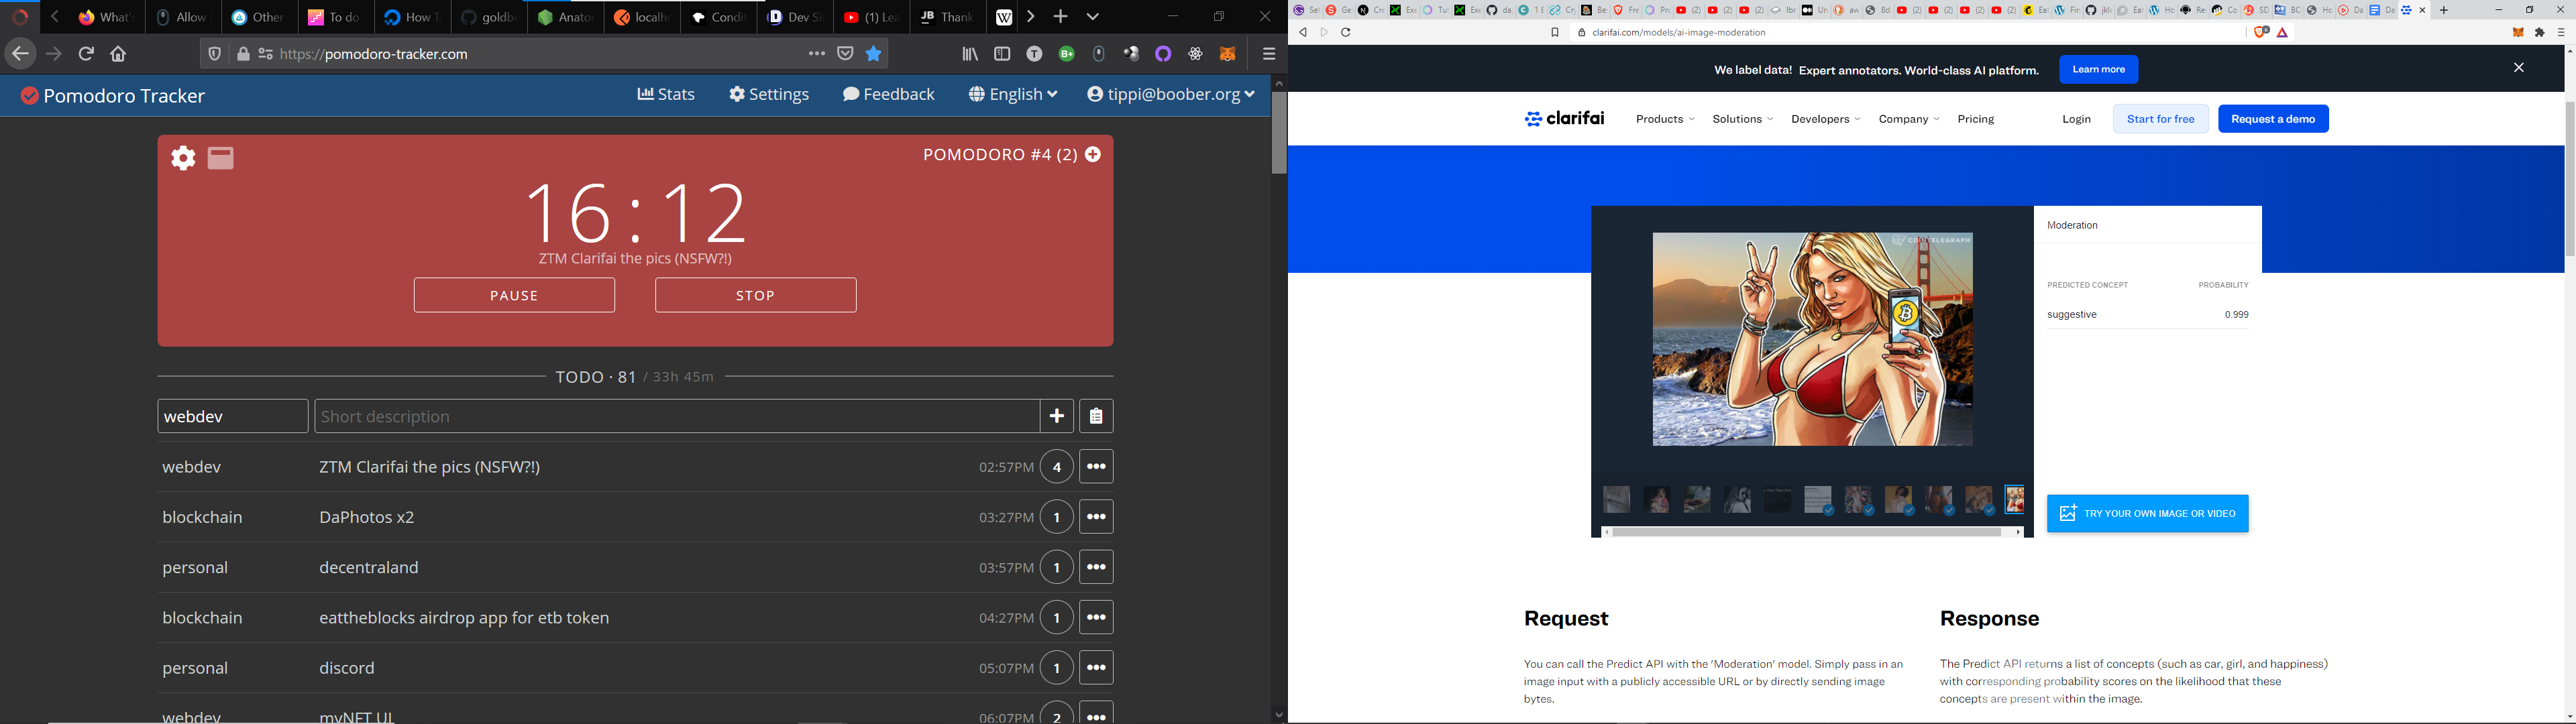 What's
Allow
Other
To do
How T
goldb
Anato
localh
Condit
Dev S
(1) Lea
Thank
https://pomodoro-tracker.com
Pomodoro Tracker
Stats
Settings
Feedback
English
tippi@boober.org
POMODORO #4 (2)
16:12
ZTM Clarifai the pics (NSFW?!)
PAUSE
STOP
TODO · 81 / 33h 45m
webdev
Short description
webdev ZTM Clarifai the pics (NSFW?!) 02:57PM 4
blockchain DaPhotos x2 03:27PM 1
personal decentraland 03:57PM 1
blockchain eattheblocks airdrop app for etb token 04:27PM 1
personal discord 05:07PM 1
webdev myNFT UI 06:07PM 2
clarifai.com/models/ai-image-moderation
We label data! Expert annotators. World-class AI platform.
Learn more
clarifai
Products
Solutions
Developers
Company
Pricing
Login
Start for free
Request a demo
COINTELEGRAPH
Moderation
PREDICTED CONCEPT PROBABILITY
suggestive 0.999
TRY YOUR OWN IMAGE OR VIDEO
Request
You can call the Predict API with the 'Moderation' model. Simply pass in an
image input with a publicly accessible URL or by directly sending image
bytes.
Response
The Predict API returns a list of concepts (such as car, girl, and happiness)
with corresponding probability scores on the likelihood that these
concepts are present within the image.